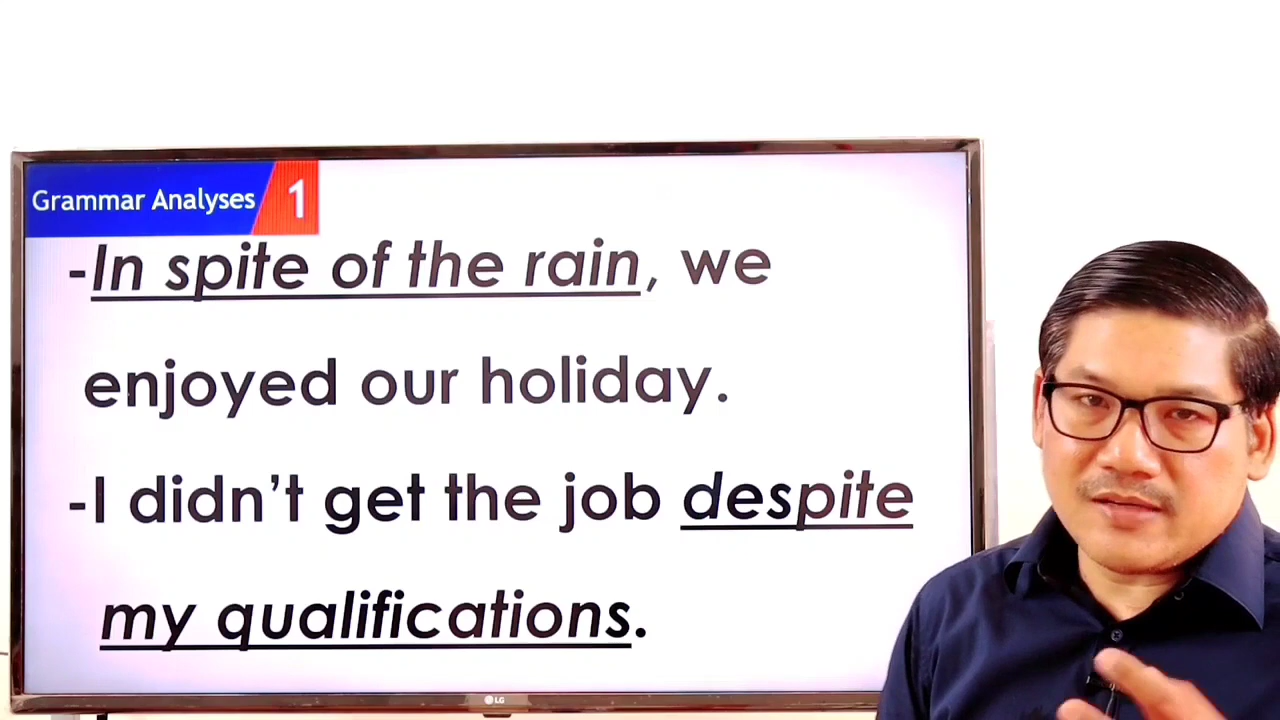 Grammar Analyses 1
-In spite of the rain, we
enjoyed our holiday.
-I didn't get the job despite
my qualifications.
LG